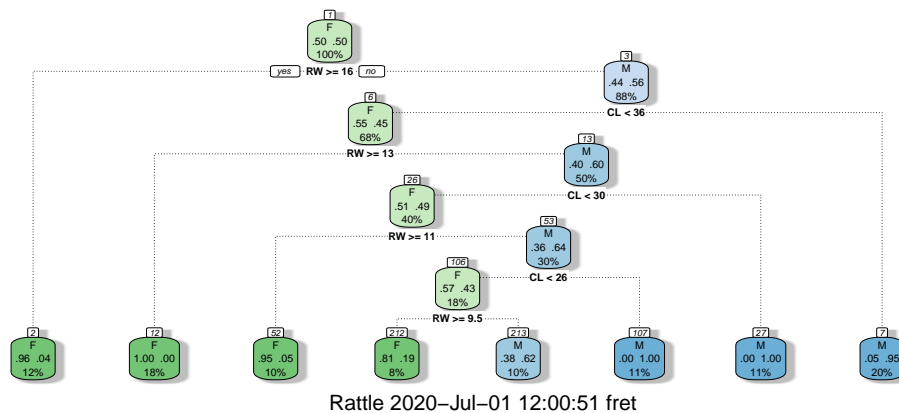 1
F
.50 .50
100%
yes RW >= 16 no
3
M
.44 .56
88%
CL < 36
6
F
.55 .45
68%
RW >= 13
13
M
.40 .60
50%
CL < 30
26
F
.51 .49
40%
RW >= 11
53
M
.36 .64
30%
CL < 26
106
F
.57 .43
18%
RW >= 9.5
2
F
.96 .04
12%
12
F
1.00 .00
18%
52
F
.95 .05
10%
212
F
.81 .19
8%
213
M
.38 .62
10%
107
M
.00 1.00
11%
27
M
.00 1.00
11%
7
M
.05 .95
20%
Rattle 2020−Jul−01 12:00:51 fret